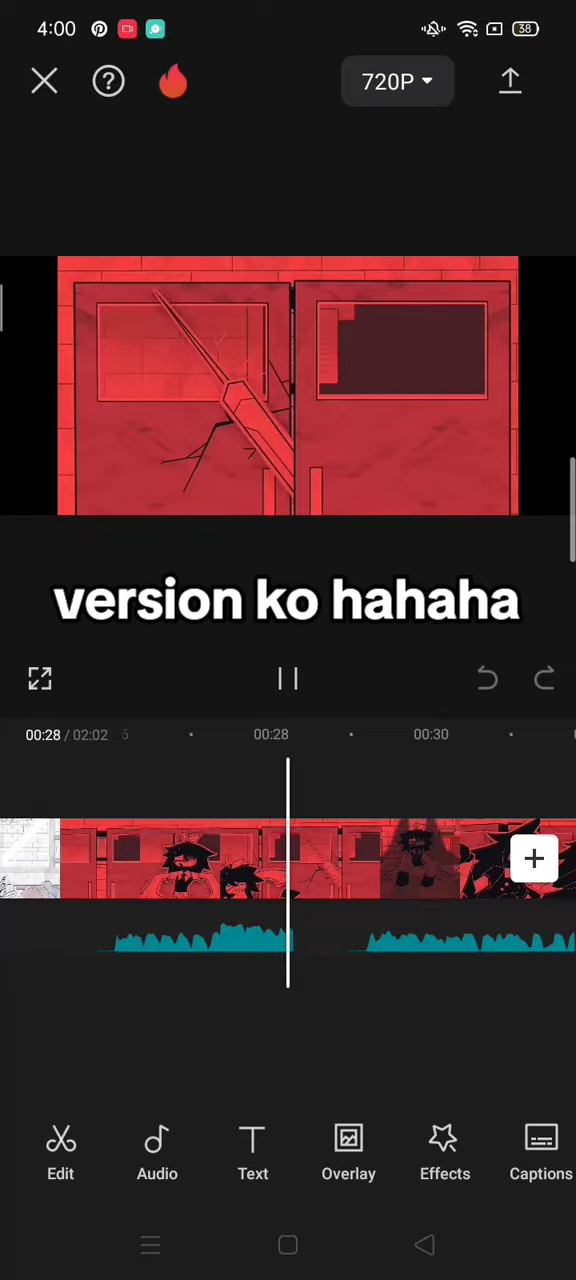 4:00
38
720P
version ko hahaha
00:28 / 02:02
00:28
00:30
Edit
Audio
Text
Overlay
Effects
Captions